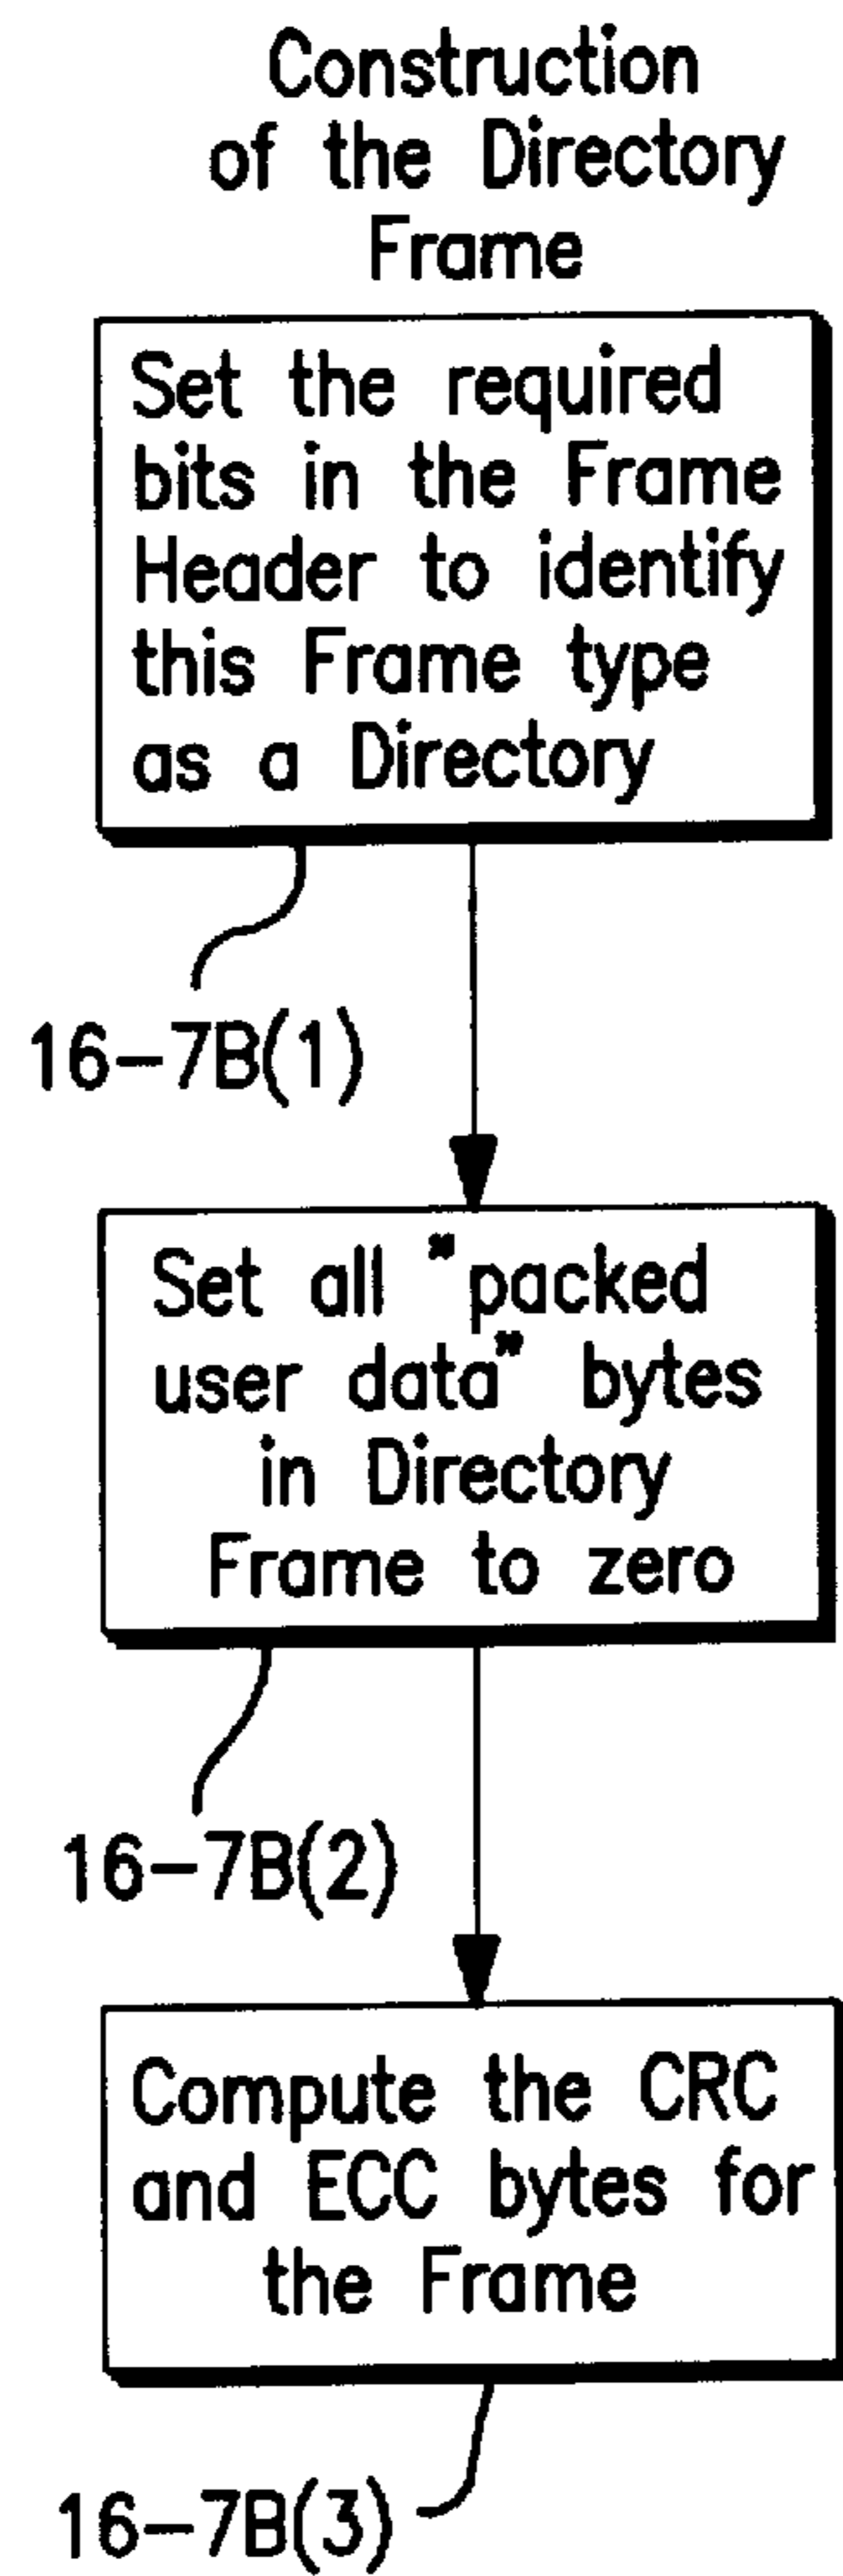 Construction
of the Directory
Frame
Set the required
bits in the Frame
Header to identify
this Frame type
as a Directory
16-7B(1)
Set all "packed
user data" bytes
in Directory
Frame to zero
16-7B(2)
Compute the CRC
and ECC bytes for
the Frame
16-7B(3)